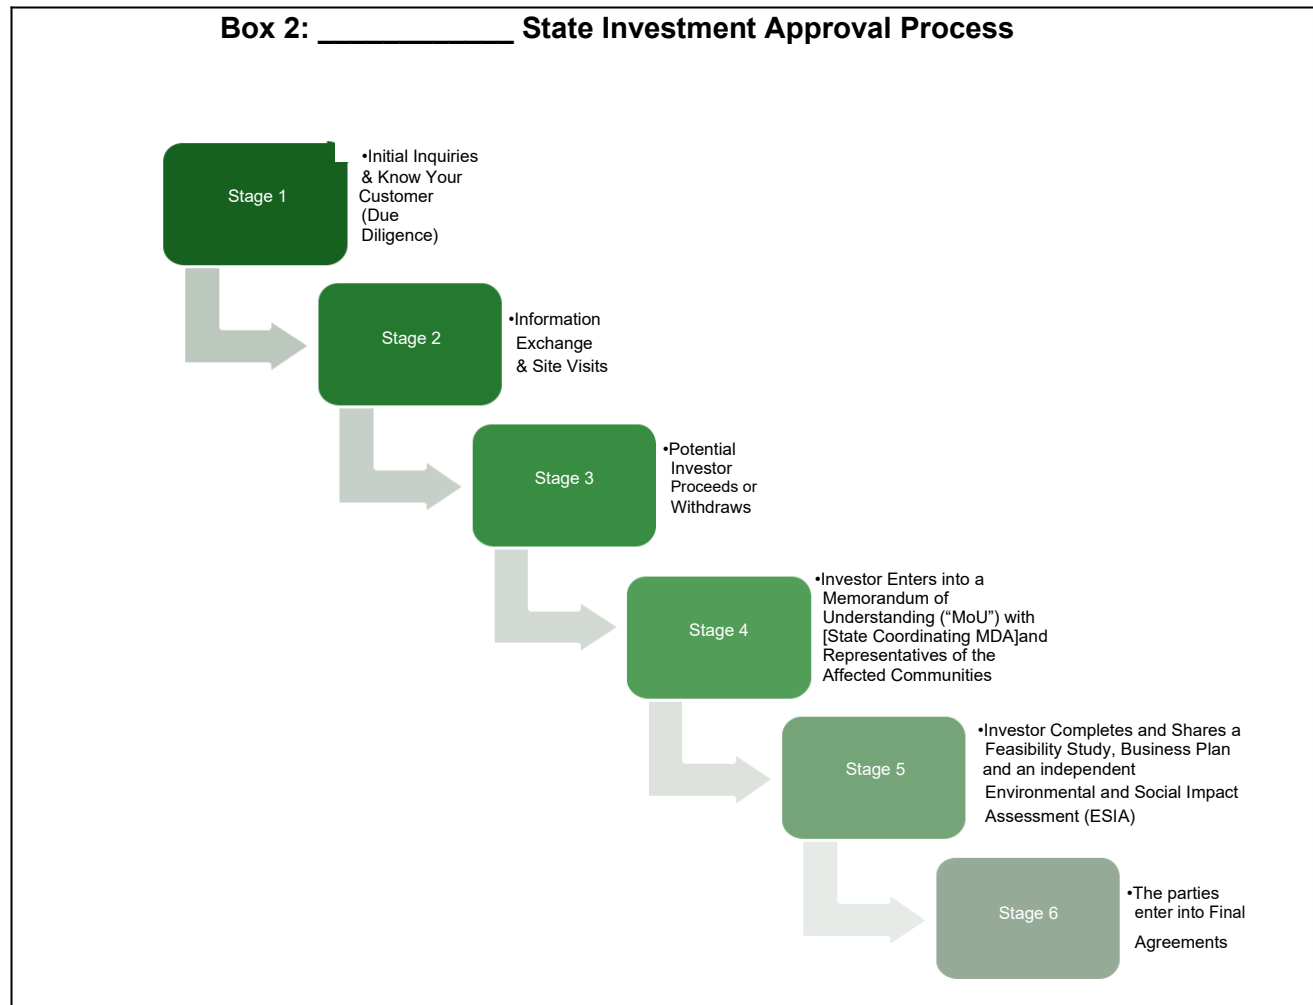 Box 2: ____________ State Investment Approval Process
Stage 1
•Initial Inquiries
& Know Your
Customer
(Due
Diligence)
Stage 2
•Information
Exchange
& Site Visits
Stage 3
•Potential
Investor
Proceeds or
Withdraws
Stage 4
•Investor Enters into a
Memorandum of
Understanding (“MoU”) with
[State Coordinating MDA]and
Representatives of the
Affected Communities
Stage 5
•Investor Completes and Shares a
Feasibility Study, Business Plan
and an independent
Environmental and Social Impact
Assessment (ESIA)
Stage 6
•The parties
enter into Final
Agreements